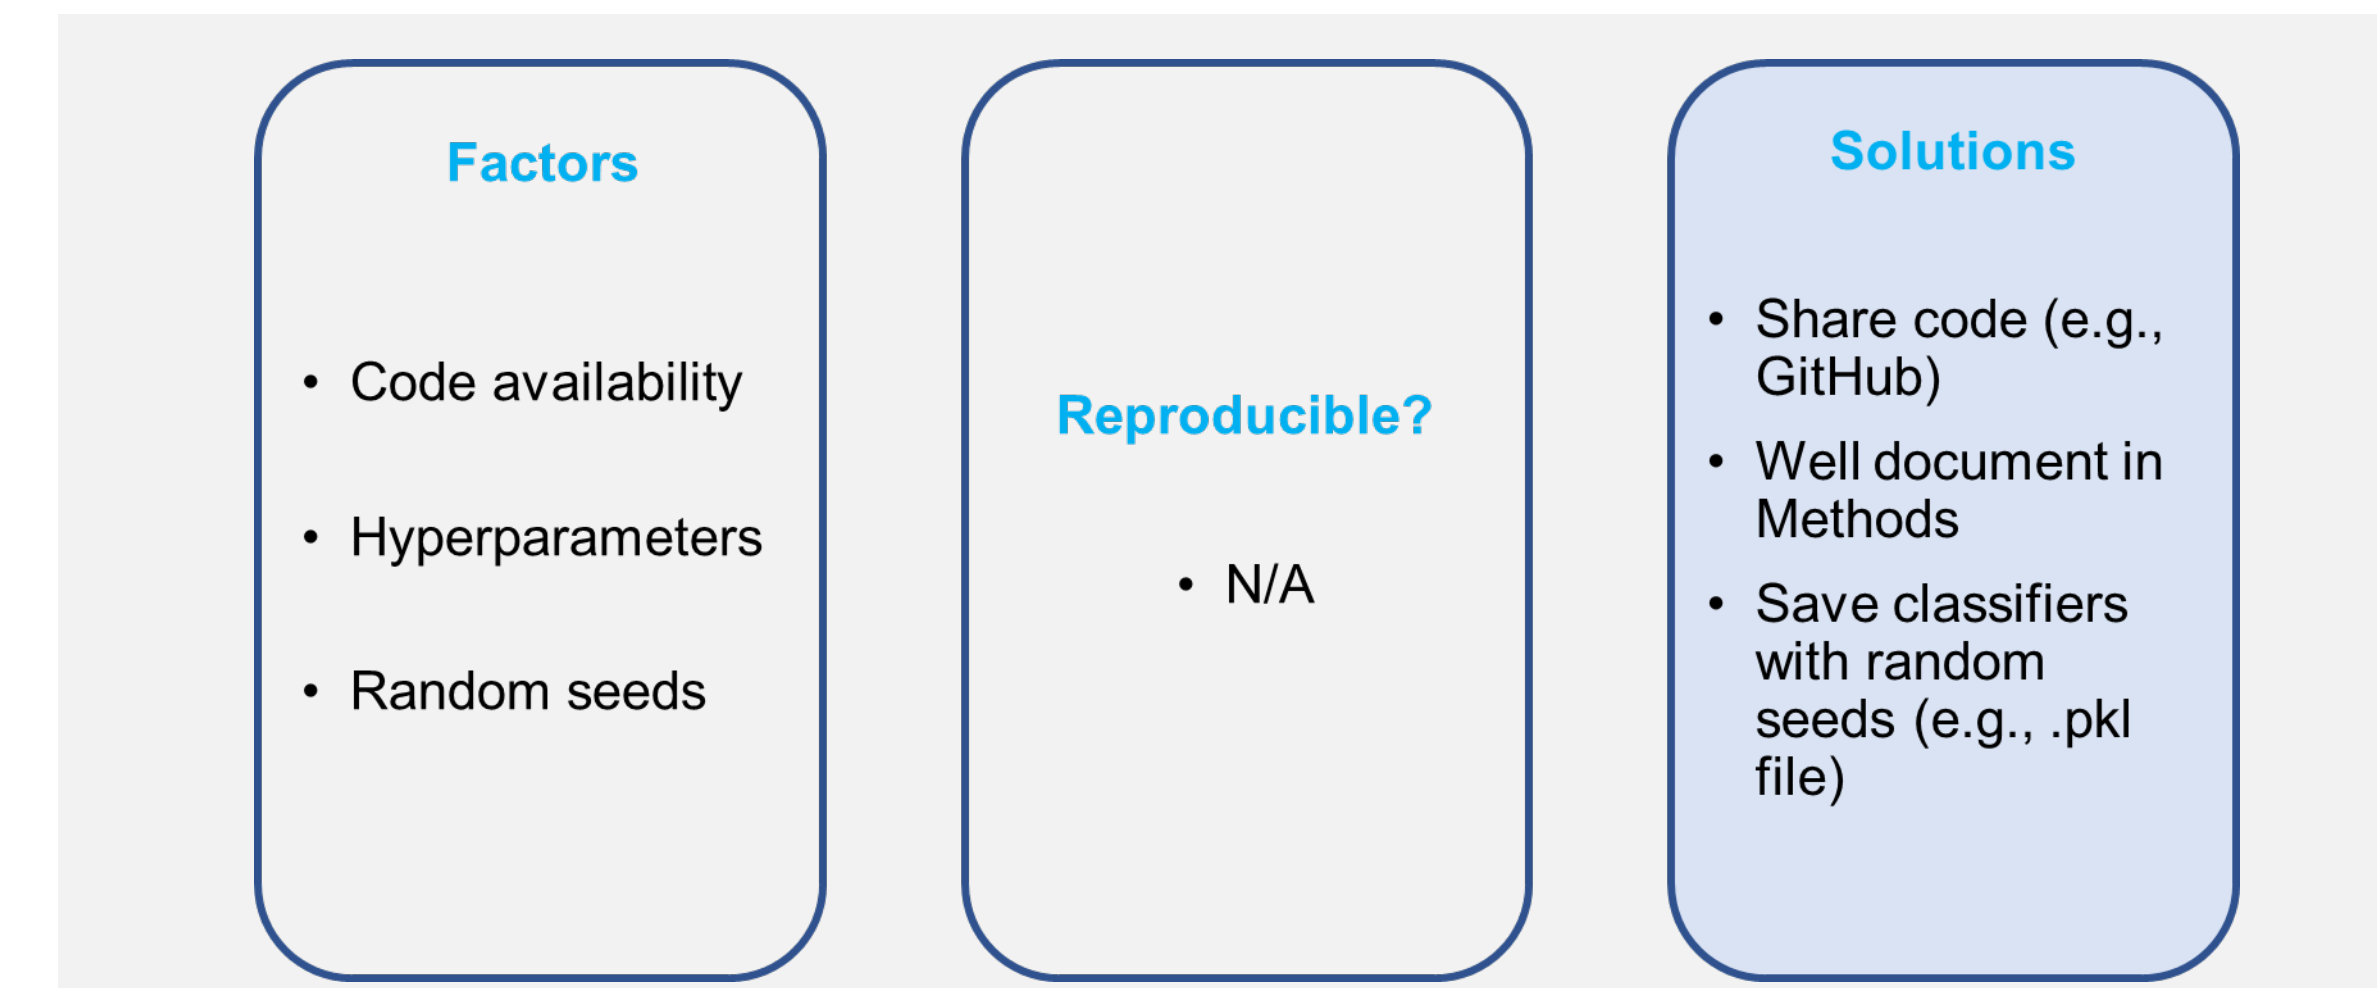 Factors
• Code availability
• Hyperparameters
• Random seeds
Reproducible?
• N/A
Solutions
• Share code (e.g.,
GitHub)
• Well document in
Methods
• Save classifiers
with random
seeds (e.g., .pkl
file)